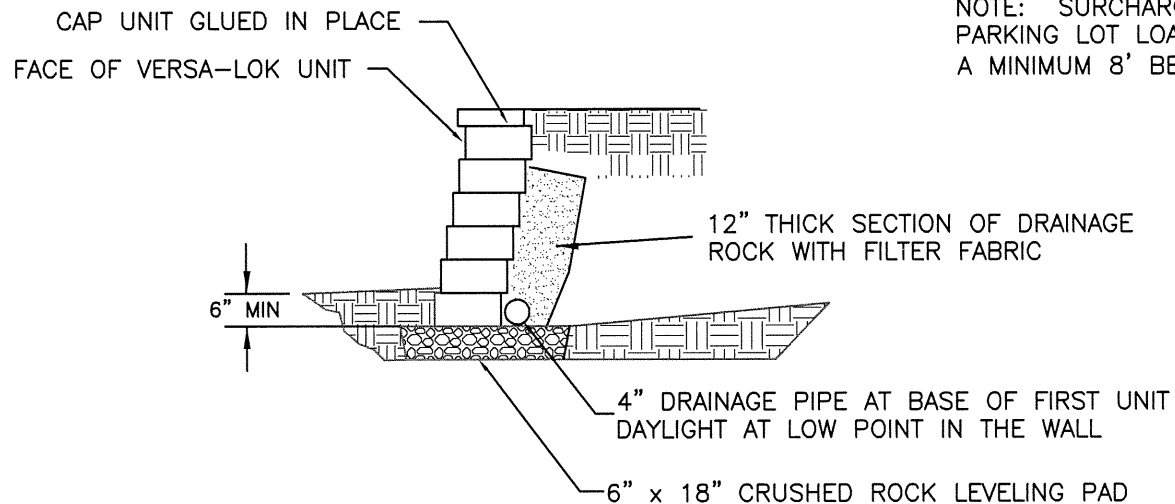 NOTE: SURCHARG
PARKING LOT LOA
A MINIMUM 8' BE
CAP UNIT GLUED IN PLACE
FACE OF VERSA-LOK UNIT
12" THICK SECTION OF DRAINAGE
ROCK WITH FILTER FABRIC
6" MIN
4" DRAINAGE PIPE AT BASE OF FIRST UNIT
DAYLIGHT AT LOW POINT IN THE WALL
6" x 18" CRUSHED ROCK LEVELING PAD